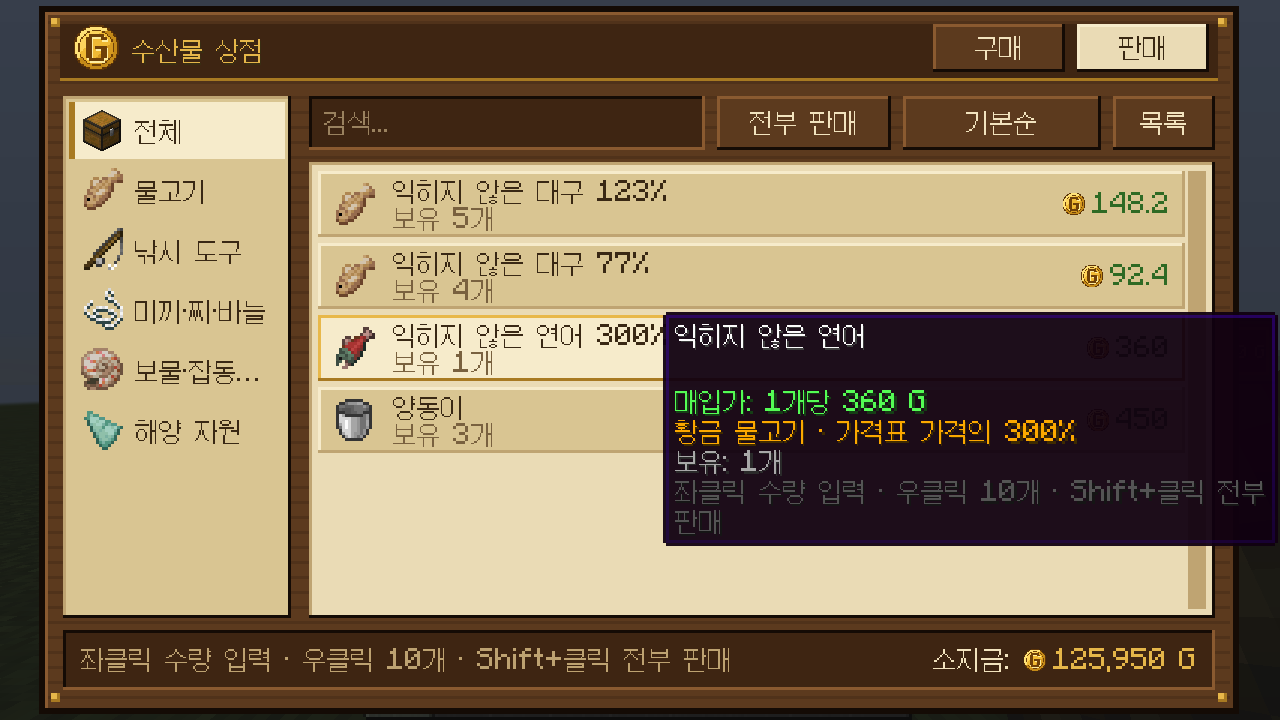 수산물 상점
구매
판매
전체
물고기
낚시 도구
미끼·찌·바늘
보물·잡동...
해양 자원
검색...
전부 판매
기본순
목록
익히지 않은 대구 123%
보유 5개
148.2
익히지 않은 대구 77%
보유 4개
92.4
익히지 않은 연어 300%
보유 1개
360
양동이
보유 3개
450
익히지 않은 연어
매입가: 1개당 360 G
황금 물고기 · 가격표 가격의 300%
보유: 1개
좌클릭 수량 입력 · 우클릭 10개 · Shift+클릭 전부
판매
좌클릭 수량 입력 · 우클릭 10개 · Shift+클릭 전부 판매
소지금: 125,950 G